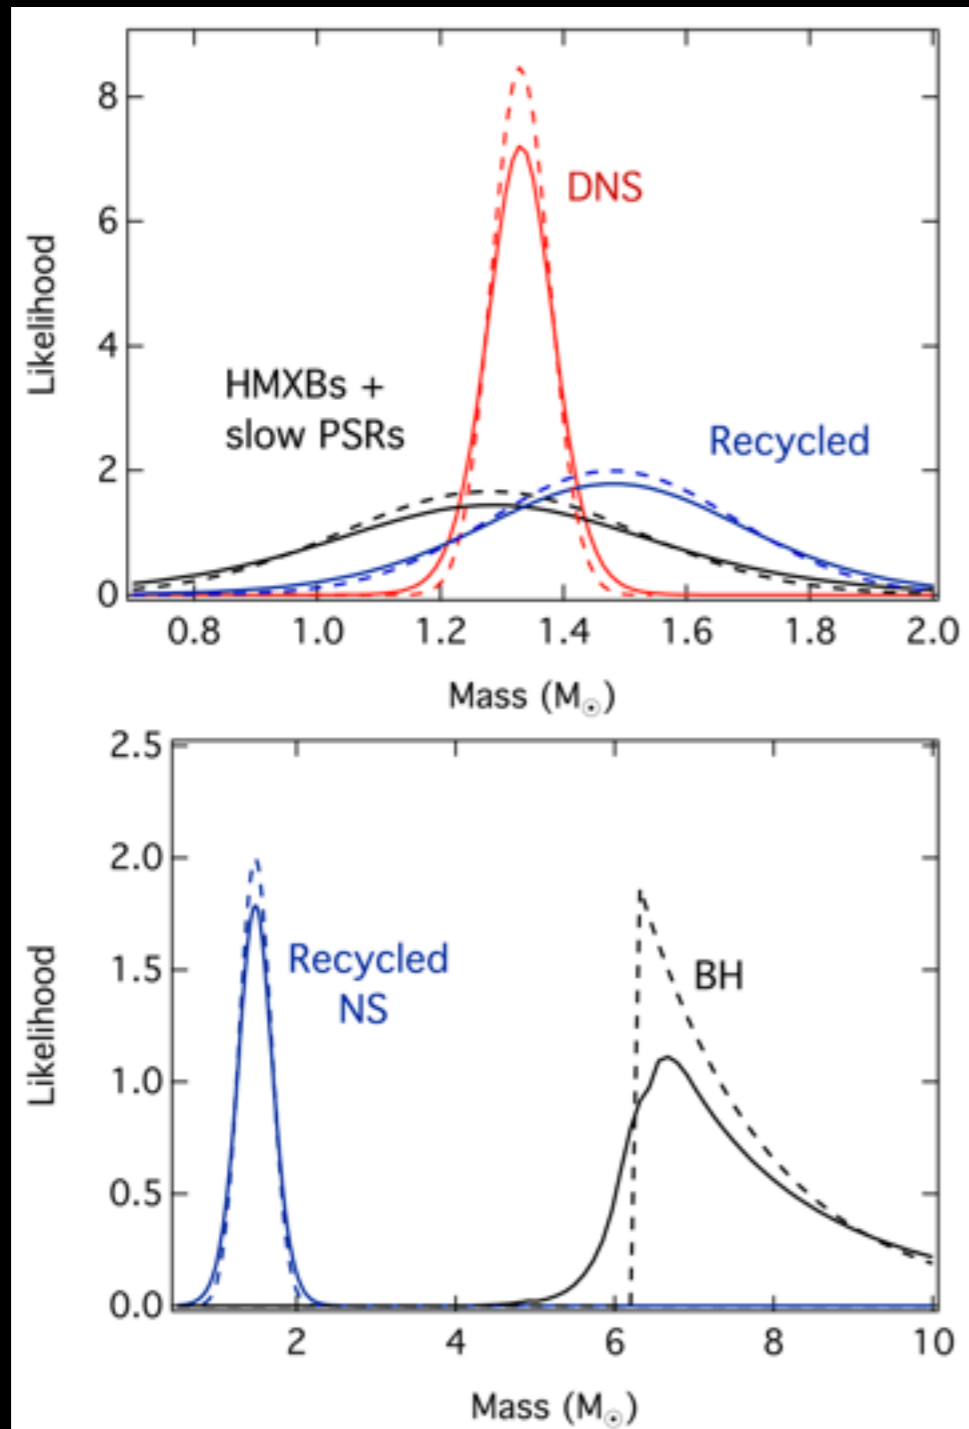 8
6
4
2
0
Likelihood
DNS
HMXBs +
slow PSRs
Recycled
0.8 1.0 1.2 1.4 1.6 1.8 2.0
Mass (M☉)
2.5
2.0
1.5
1.0
0.5
0.0
Likelihood
Recycled
NS
BH
2 4 6 8 10
Mass (M☉)